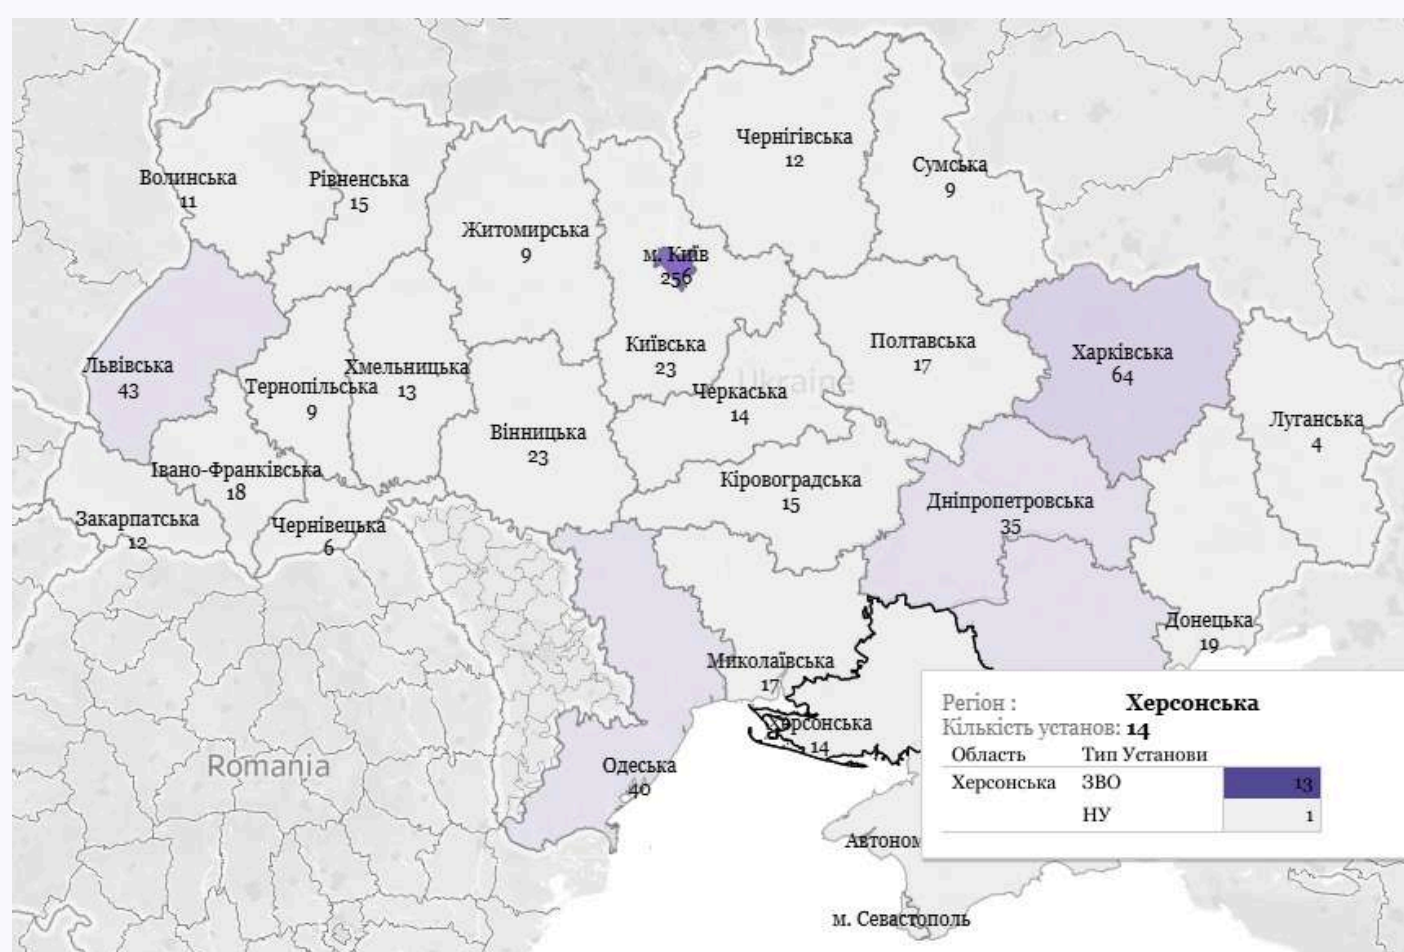 Чернігівська
12
Сумська
9
Волинська
11
Рівненська
15
Житомирська
9
м. Київ
256
Київська
23
Полтавська
17
Харківська
64
Львівська
43
Тернопільська
9
Хмельницька
13
Ukraine
Черкаська
14
Луганська
4
Вінницька
23
Івано-Франківська
18
Кіровоградська
15
Дніпропетровська
35
Закарпатська
12
Чернівецька
6
Донецька
19
Миколаївська
17
Херсонська
14
Romania
Одеська
40
Регіон : Херсонська
Кількість установ: 14
Область Тип Установи
Херсонська ЗВО 13
НУ 1
Автоном
м. Севастополь